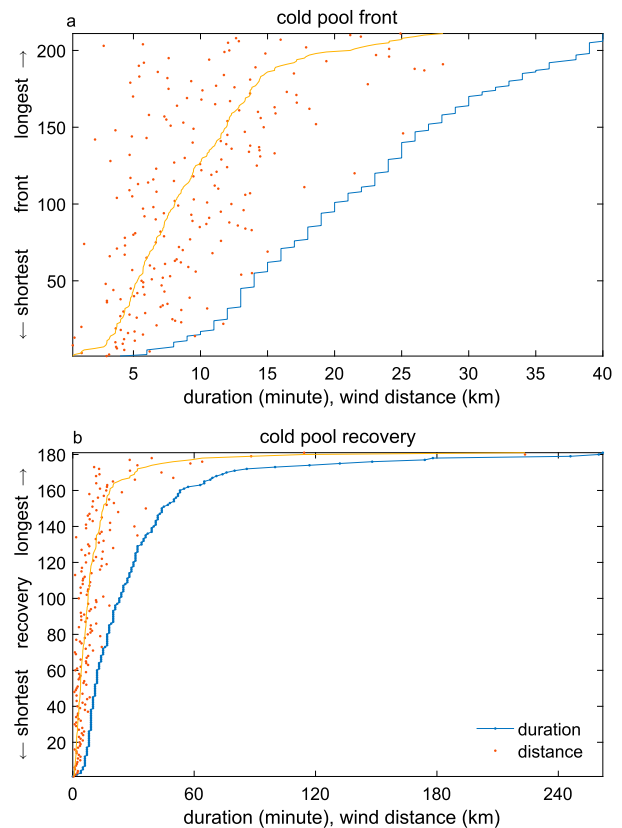 a
cold pool front
← shortest front longest →
200
150
100
50
5 10 15 20 25 30 35 40
duration (minute), wind distance (km)
b
cold pool recovery
← shortest recovery longest →
180
160
140
120
100
80
60
40
20
0 60 120 180 240
duration (minute), wind distance (km)
duration
distance